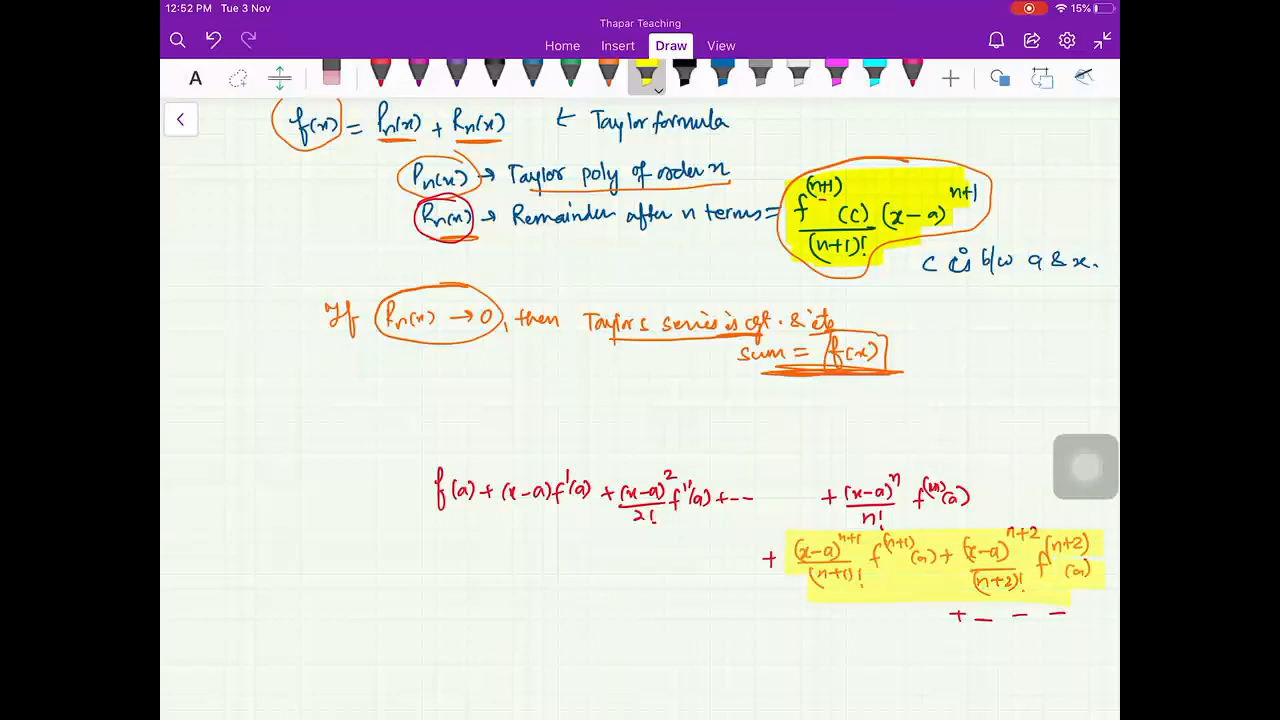 12:52 PM Tue 3 Nov 15%
Thapar Teaching
Home Insert Draw View
A
f(x) = Pn(x) + Rn(x) ← Taylor formula
Pn(x) → Taylor poly of order n
Rn(x) → Remainder after n terms = f^(n+1)(c)/(n+1)! (x-a)^n+1
c is b/w a & x.
If Rn(x) → 0, then Taylors series is cgt. & its
sum = f(x)
f(a) + (x-a)f'(a) + (x-a)^2/2! f''(a) + -- + (x-a)^n/n! f^(n)(a)
+ (x-a)^n+1/(n+1)! f^(n+1)(a) + (x-a)^n+2/(n+2)! f^(n+2)(a)
+ - - -